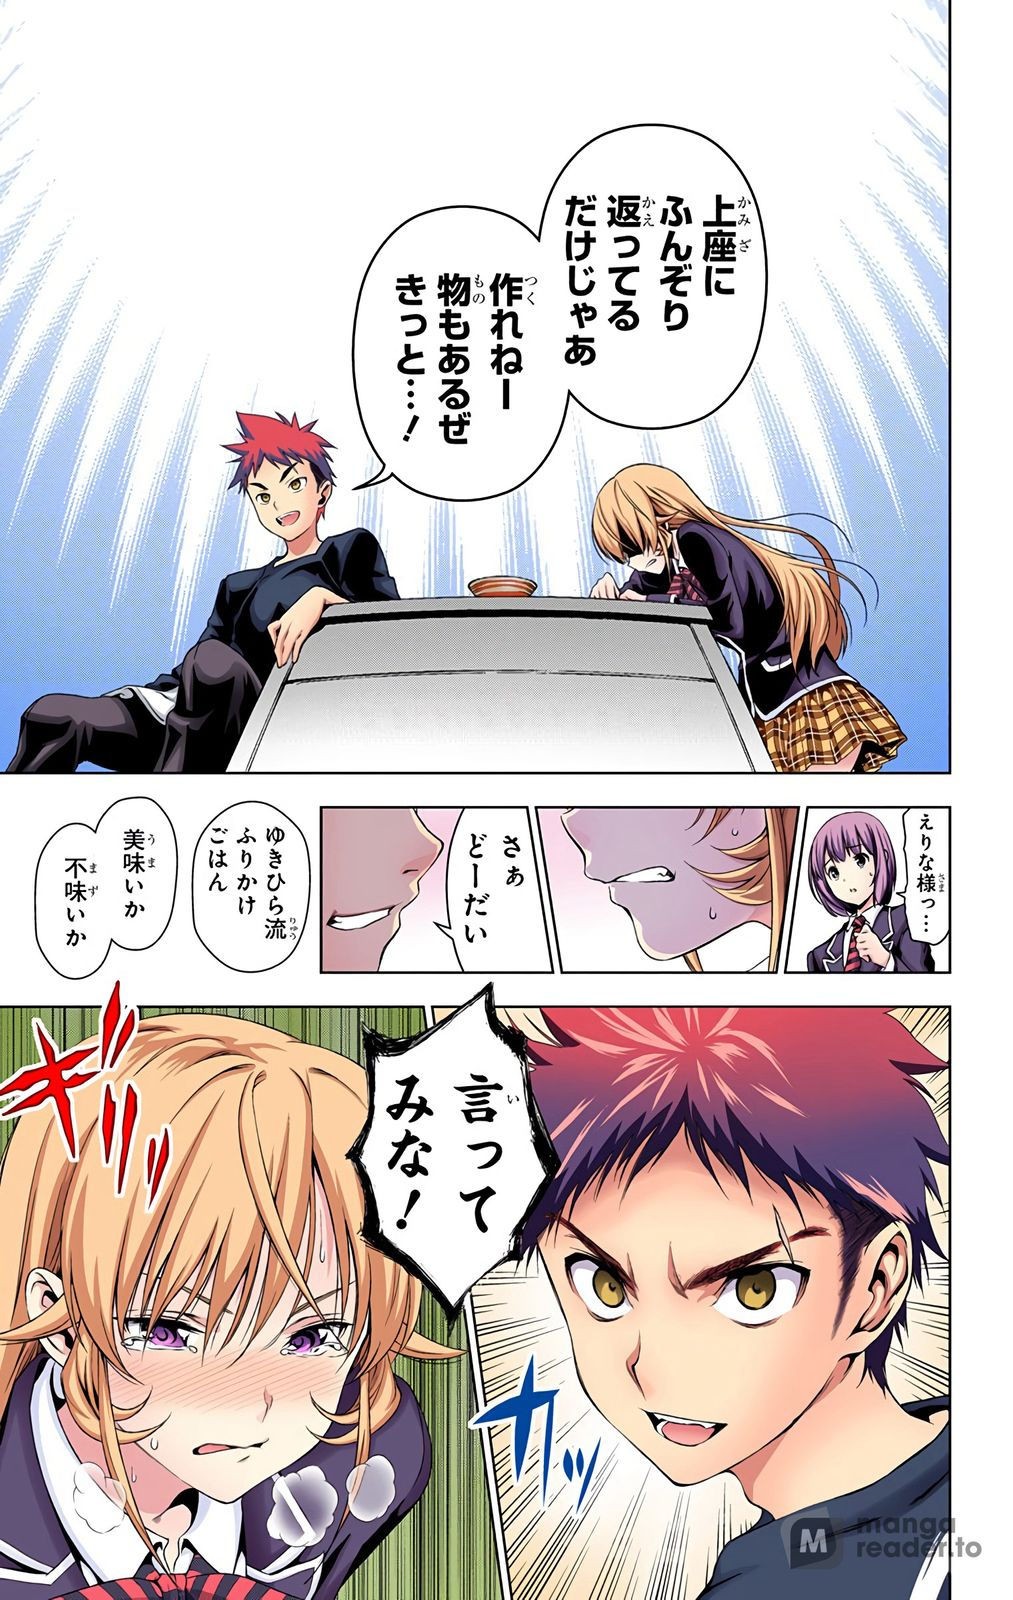 上座に
ふんぞり
返ってる
だけじゃあ
作れねー
物もあるぜ
きっと…！
えりな様っ…
さぁ
どーだい
ゆきひら流
ふりかけ
ごはん
美味いか
不味いか
言って
みな！
ギリリッ
カッ
manga
reader.to